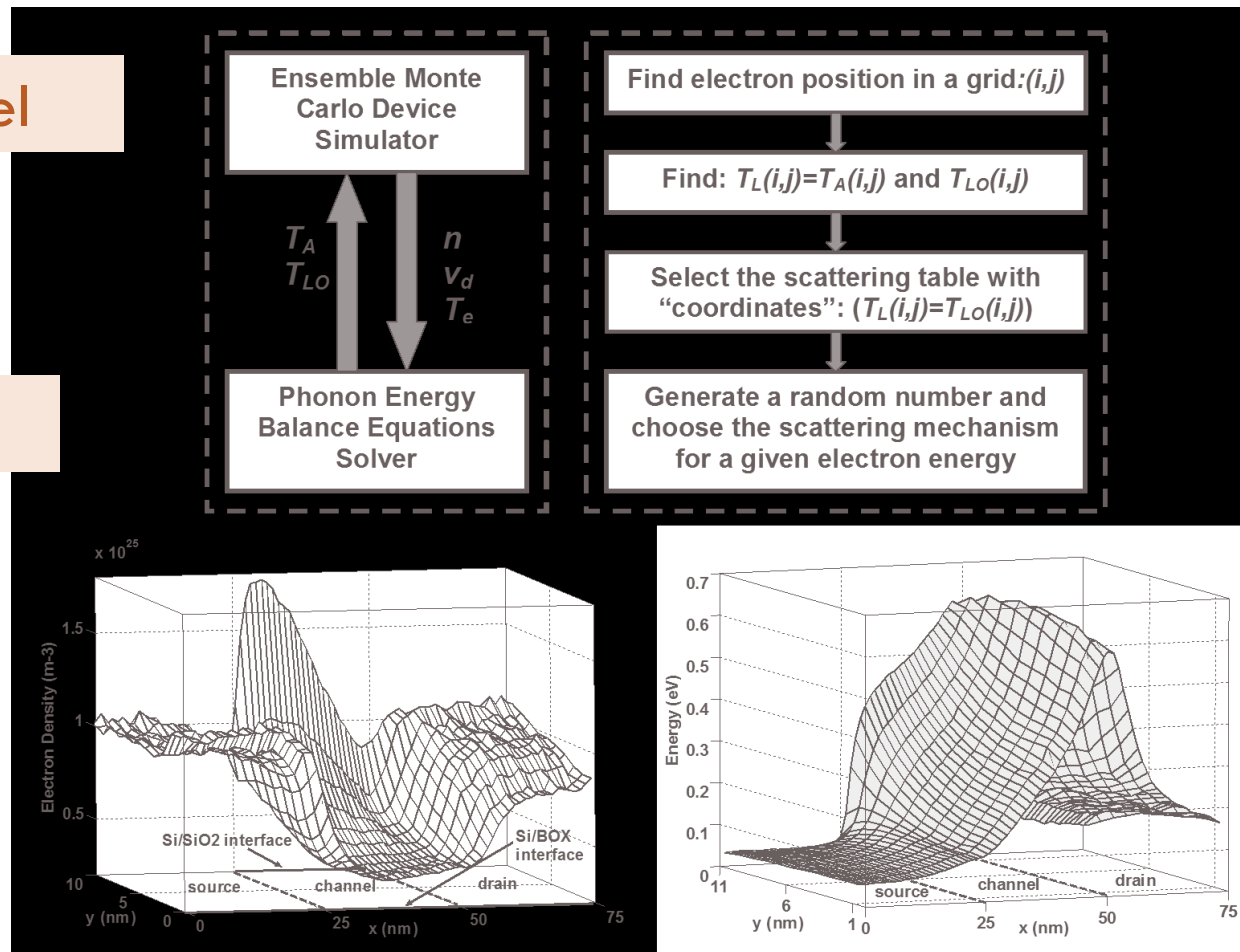 el
Ensemble Monte
Carlo Device
Simulator
T_A
T_LO
n
v_d
T_e
Phonon Energy
Balance Equations
Solver
Find electron position in a grid:(i,j)
Find: T_L(i,j)=T_A(i,j) and T_LO(i,j)
Select the scattering table with
“coordinates”: (T_L(i,j)=T_LO(i,j))
Generate a random number and
choose the scattering mechanism
for a given electron energy
x 10^25
1.5
1
0.5
Electron Density (m-3)
Si/SiO2 interface
Si/BOX
interface
source
channel
drain
10
5
0
y (nm)
0
25
50
75
x (nm)
0.7
0.6
0.5
0.4
0.3
0.2
0.1
0
Energy (eV)
source
channel
drain
11
6
1
y (nm)
0
25
50
75
x (nm)